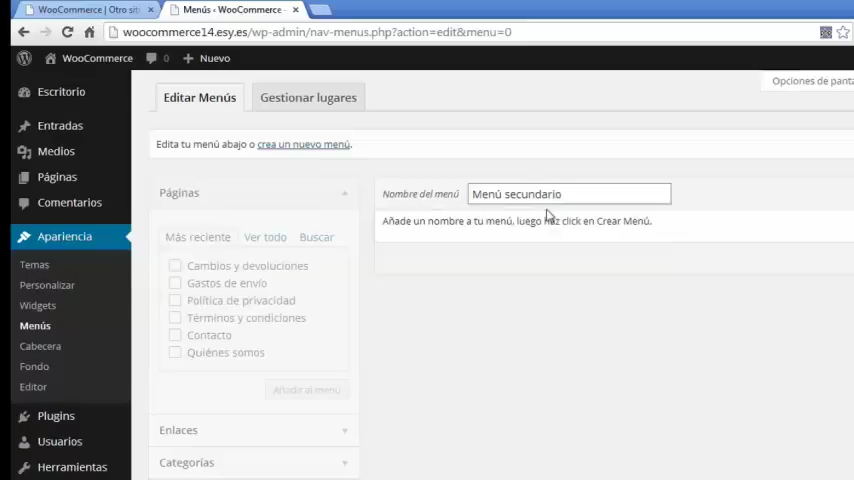 WooCommerce | Otro sit
Menús ‹ WooCommerce -
woocommerce14.esy.es/wp-admin/nav-menus.php?action=edit&menu=0
WooCommerce 0 Nuevo
Opciones de panta
Escritorio
Entradas
Medios
Páginas
Comentarios
Apariencia
Temas
Personalizar
Widgets
Menús
Cabecera
Fondo
Editor
Plugins
Usuarios
Herramientas
Editar Menús Gestionar lugares
Edita tu menú abajo o crea un nuevo menú.
Páginas
Más reciente Ver todo Buscar
Cambios y devoluciones
Gastos de envío
Política de privacidad
Términos y condiciones
Contacto
Quiénes somos
Añadir al menú
Enlaces
Categorías
Nombre del menú Menú secundario
Añade un nombre a tu menú, luego haz click en Crear Menú.